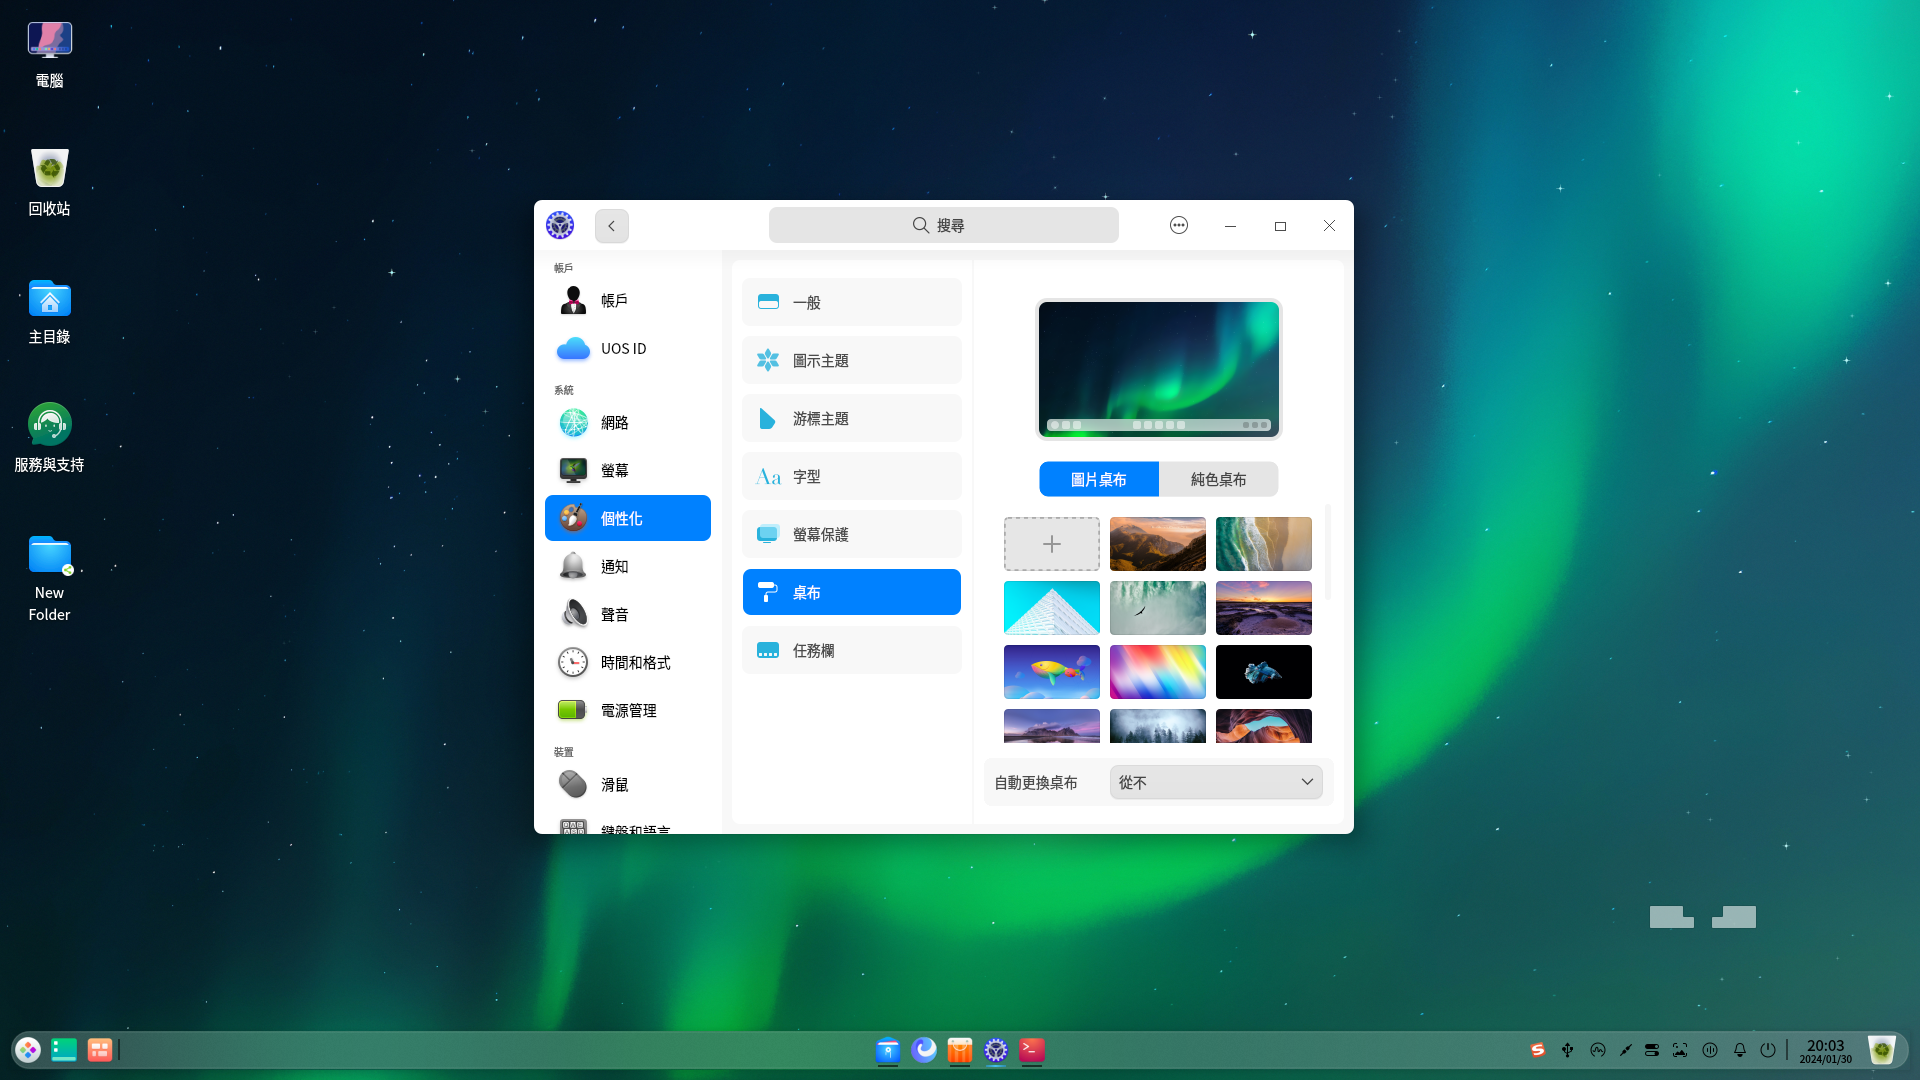 電腦
回收站
主目錄
服務與支持
New
Folder
搜尋
帳戶
帳戶
UOS ID
系統
網路
螢幕
個性化
通知
聲音
時間和格式
電源管理
裝置
滑鼠
鍵盤和語言
一般
圖示主題
游標主題
Aa 字型
螢幕保護
桌布
任務欄
圖片桌布
純色桌布
自動更換桌布
從不
20:03
2024/01/30